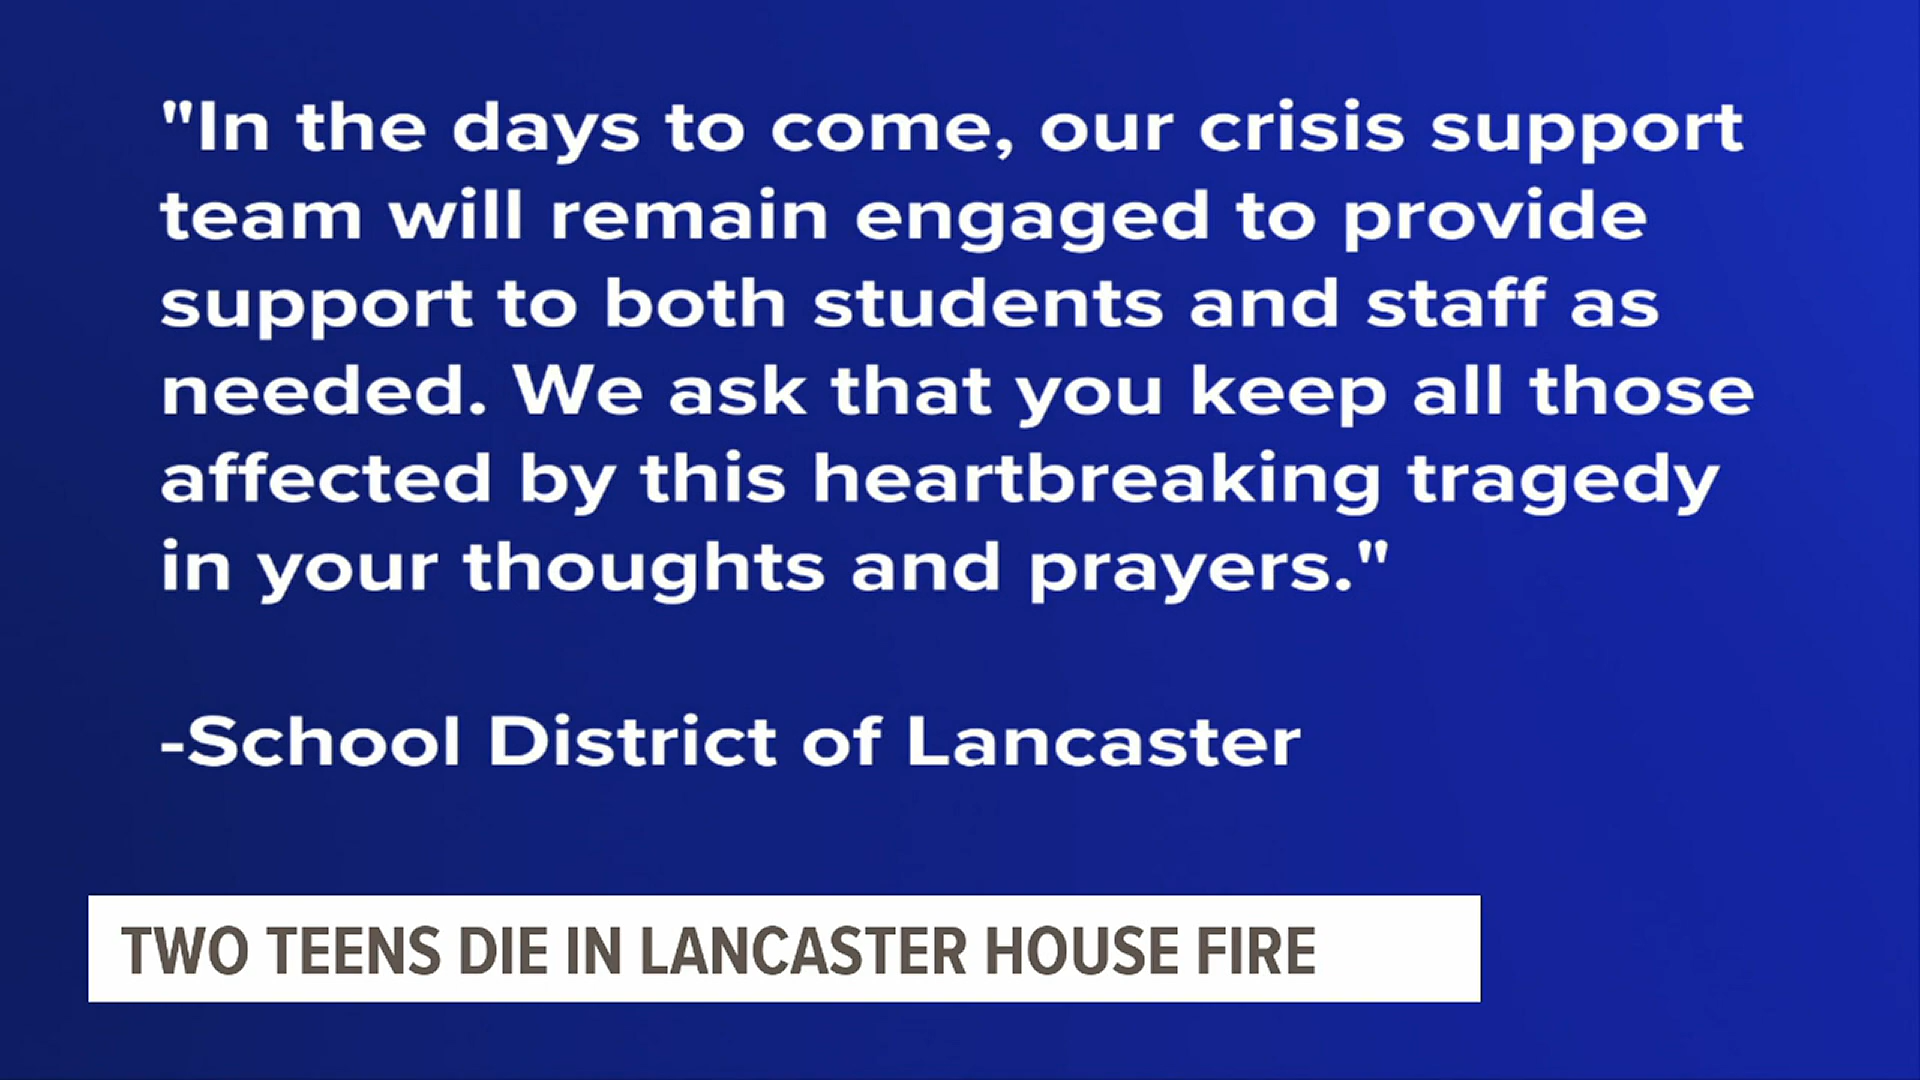 "In the days to come, our crisis support
team will remain engaged to provide
support to both students and staff as
needed. We ask that you keep all those
affected by this heartbreaking tragedy
in your thoughts and prayers."
-School District of Lancaster
TWO TEENS DIE IN LANCASTER HOUSE FIRE